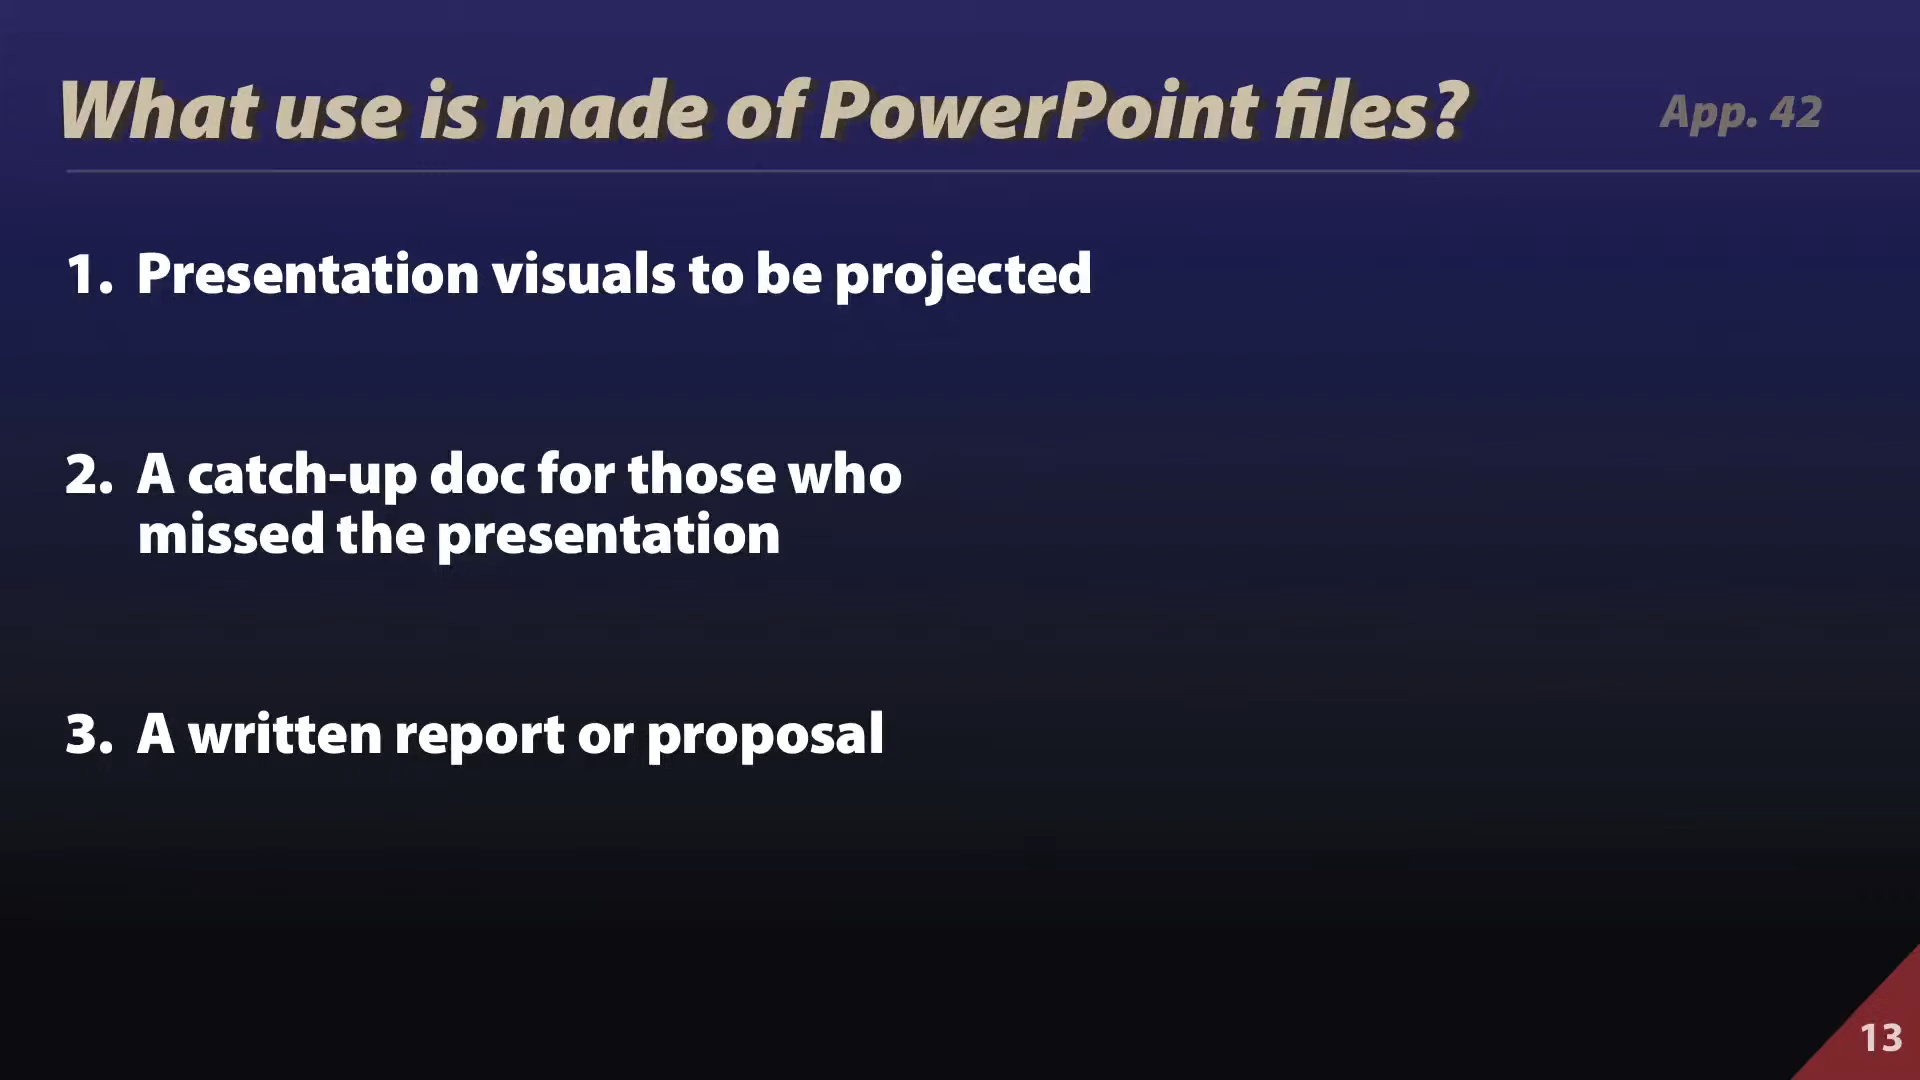 What use is made of PowerPoint files?
App. 42
1. Presentation visuals to be projected
2. A catch-up doc for those who
missed the presentation
3. A written report or proposal
13